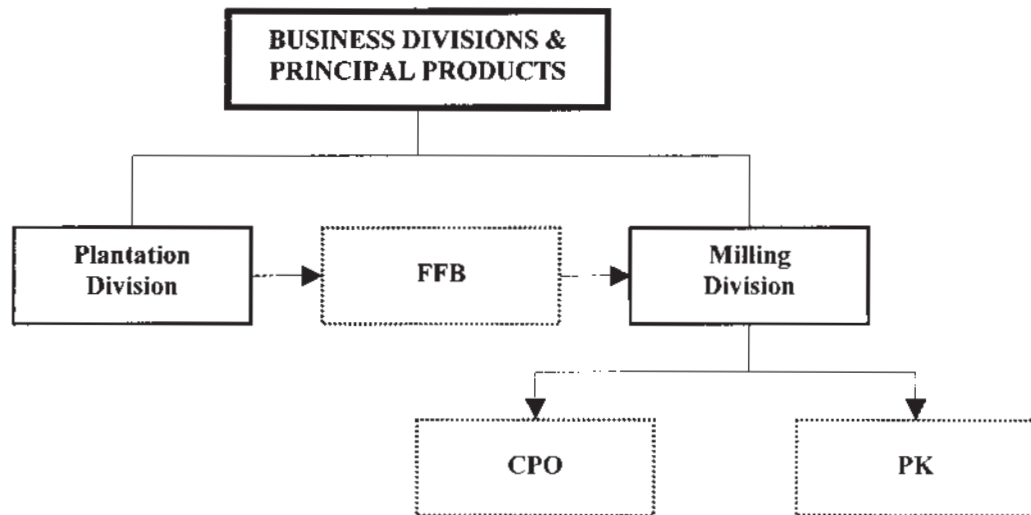 BUSINESS DIVISIONS &
PRINCIPAL PRODUCTS
Plantation
Division
FFB
Milling
Division
CPO
PK